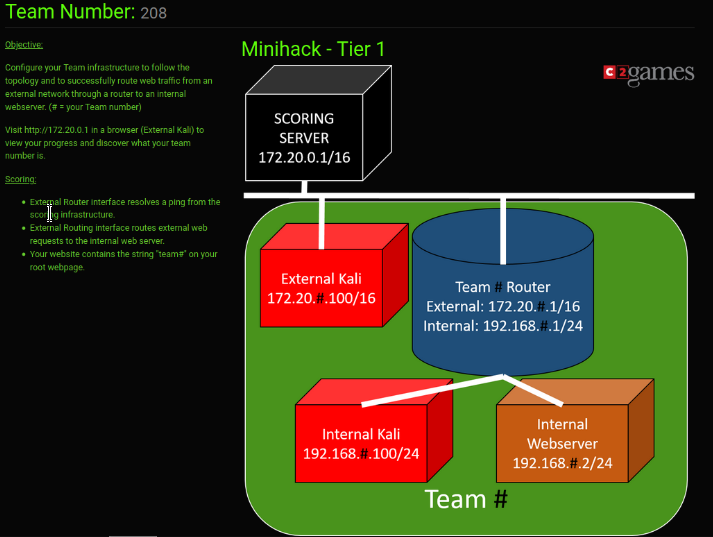 Team Number: 208
Objective:
Configure your Team infrastructure to follow the
topology and to successfully route web traffic from an
external network through a router to an internal
webserver. (# = your Team number)
Visit http://172.20.0.1 in a browser (External Kali) to
view your progress and discover what your team
number is.
Scoring:
External Router interface resolves a ping from the
scoring infrastructure.
External Routing interface routes external web
requests to the internal web server.
Your website contains the string "team#" on your
root webpage.
Minihack - Tier 1
C2games
SCORING
SERVER
172.20.0.1/16
External Kali
172.20.#.100/16
Team # Router
External: 172.20.#.1/16
Internal: 192.168.#.1/24
Internal Kali
192.168.#.100/24
Internal
Webserver
192.168.#.2/24
Team #